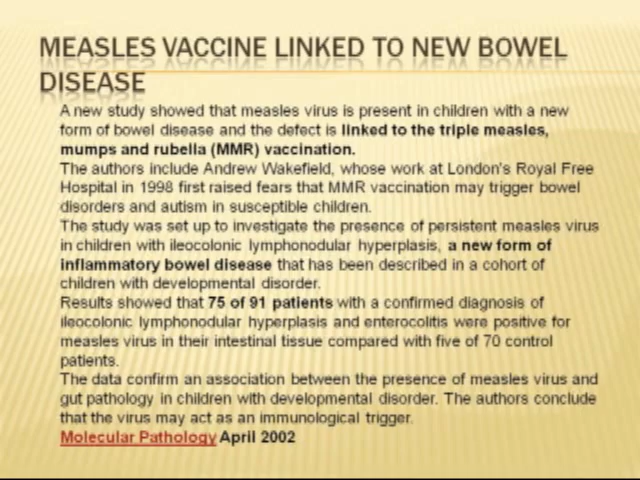 MEASLES VACCINE LINKED TO NEW BOWEL
DISEASE
A new study showed that measles virus is present in children with a new
form of bowel disease and the defect is linked to the triple measles,
mumps and rubella (MMR) vaccination.
The authors include Andrew Wakefield, whose work at London's Royal Free
Hospital in 1998 first raised fears that MMR vaccination may trigger bowel
disorders and autism in susceptible children.
The study was set up to investigate the presence of persistent measles virus
in children with ileocolonic lymphonodular hyperplasis, a new form of
inflammatory bowel disease that has been described in a cohort of
children with developmental disorder.
Results showed that 75 of 91 patients with a confirmed diagnosis of
ileocolonic lymphonodular hyperplasis and enterocolitis were positive for
measles virus in their intestinal tissue compared with five of 70 control
patients.
The data confirm an association between the presence of measles virus and
gut pathology in children with developmental disorder. The authors conclude
that the virus may act as an immunological trigger.
Molecular Pathology April 2002